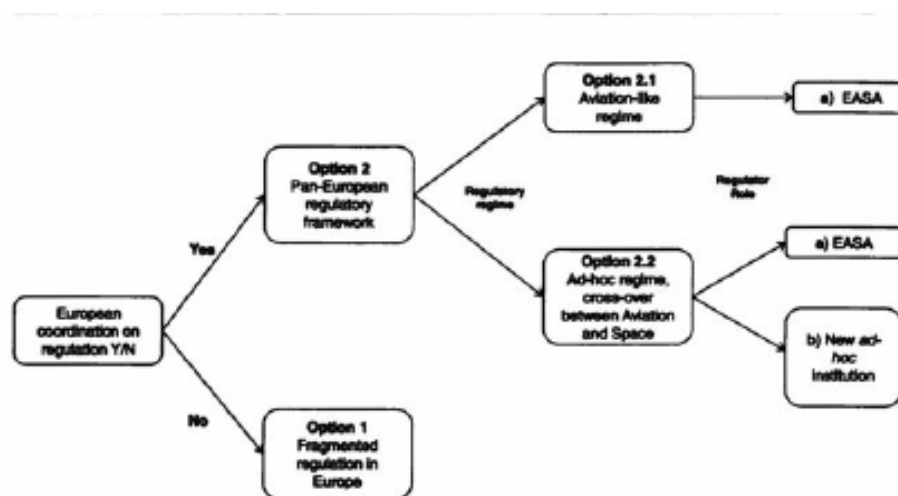 Option 2.1
Aviation-like
regime
a) EASA
Option 2
Pan-European
regulatory
framework
Regulatory
regime
Regulator
Role
Yes
a) EASA
Option 2.2
Ad-hoc regime,
cross-over
between Aviation
and Space
European
coordination on
regulation Y/N
b) New ad-
hoc
institution
No
Option 1
Fragmented
regulation in
Europe